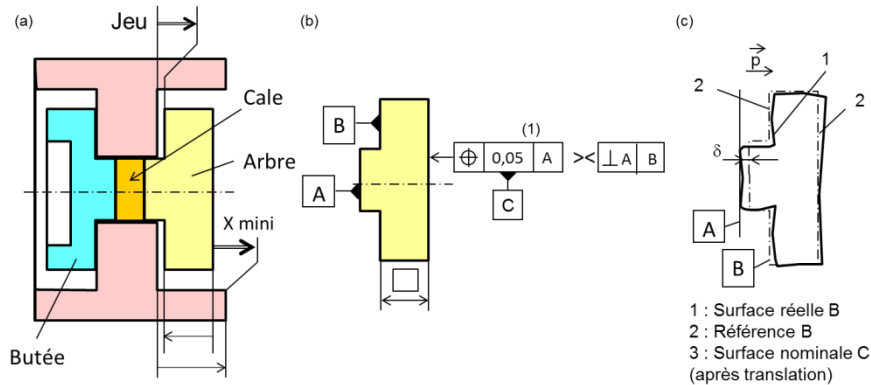 (a)
Jeu
Cale
Arbre
X mini
Butée
(b)
B
A
(1)
⌖ 0,05 A >< ⊥ A B
C
(c)
p
1
2
2
δ
A
B
1 : Surface réelle B
2 : Référence B
3 : Surface nominale C
(après translation)